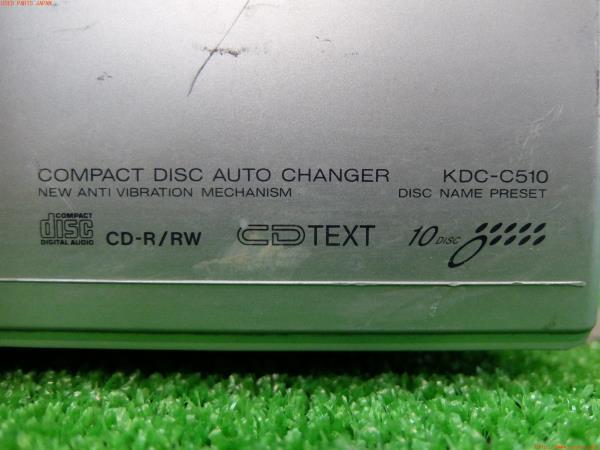 USED PARTS JAPAN.
COMPACT DISC AUTO CHANGER KDC-C510
NEW ANTI VIBRATION MECHANISM DISC NAME PRESET
COMPACT disc DIGITAL AUDIO CD-R/RW CD TEXT 10 DISC